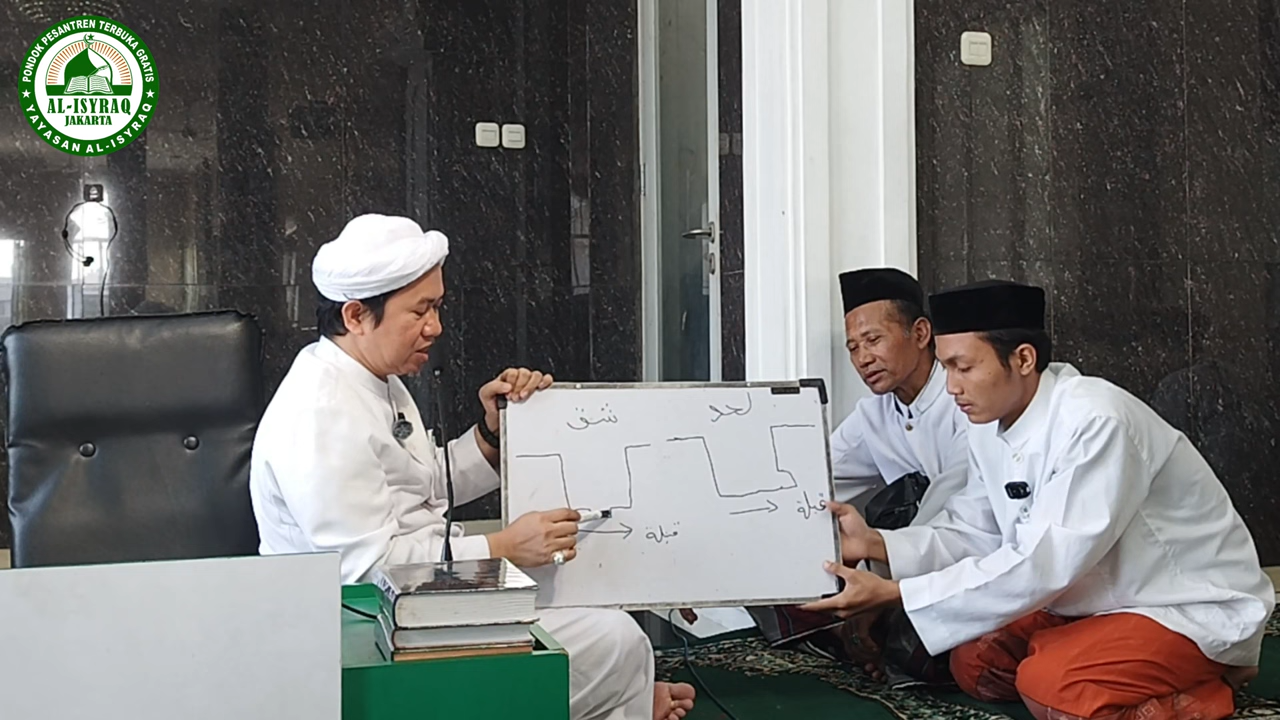 PONDOK PESANTREN TERBUKA GRATIS
AL-ISYRAQ
JAKARTA
YAYASAN AL-ISYRAQ
شق
لحد
قبلة
قبلة